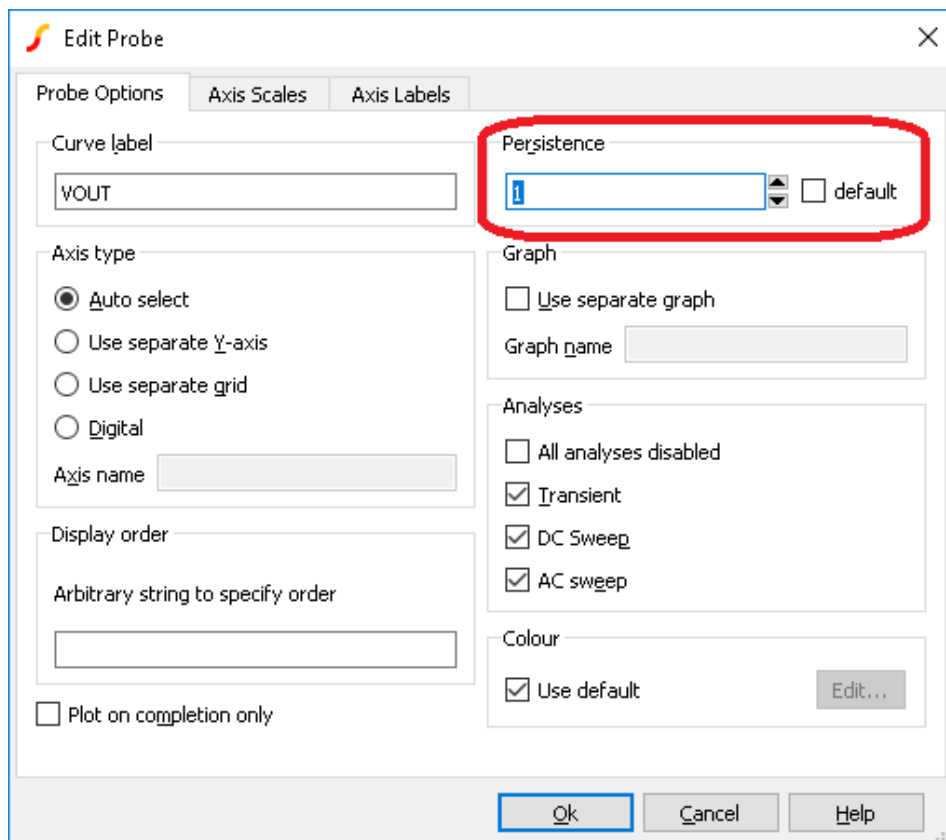 Edit Probe
Probe Options
Axis Scales
Axis Labels
Curve label
VOUT
Persistence
1
default
Axis type
Auto select
Use separate Y-axis
Use separate grid
Digital
Axis name
Graph
Use separate graph
Graph name
Analyses
All analyses disabled
Transient
DC Sweep
AC sweep
Display order
Arbitrary string to specify order
Colour
Use default
Edit...
Plot on completion only
Ok
Cancel
Help